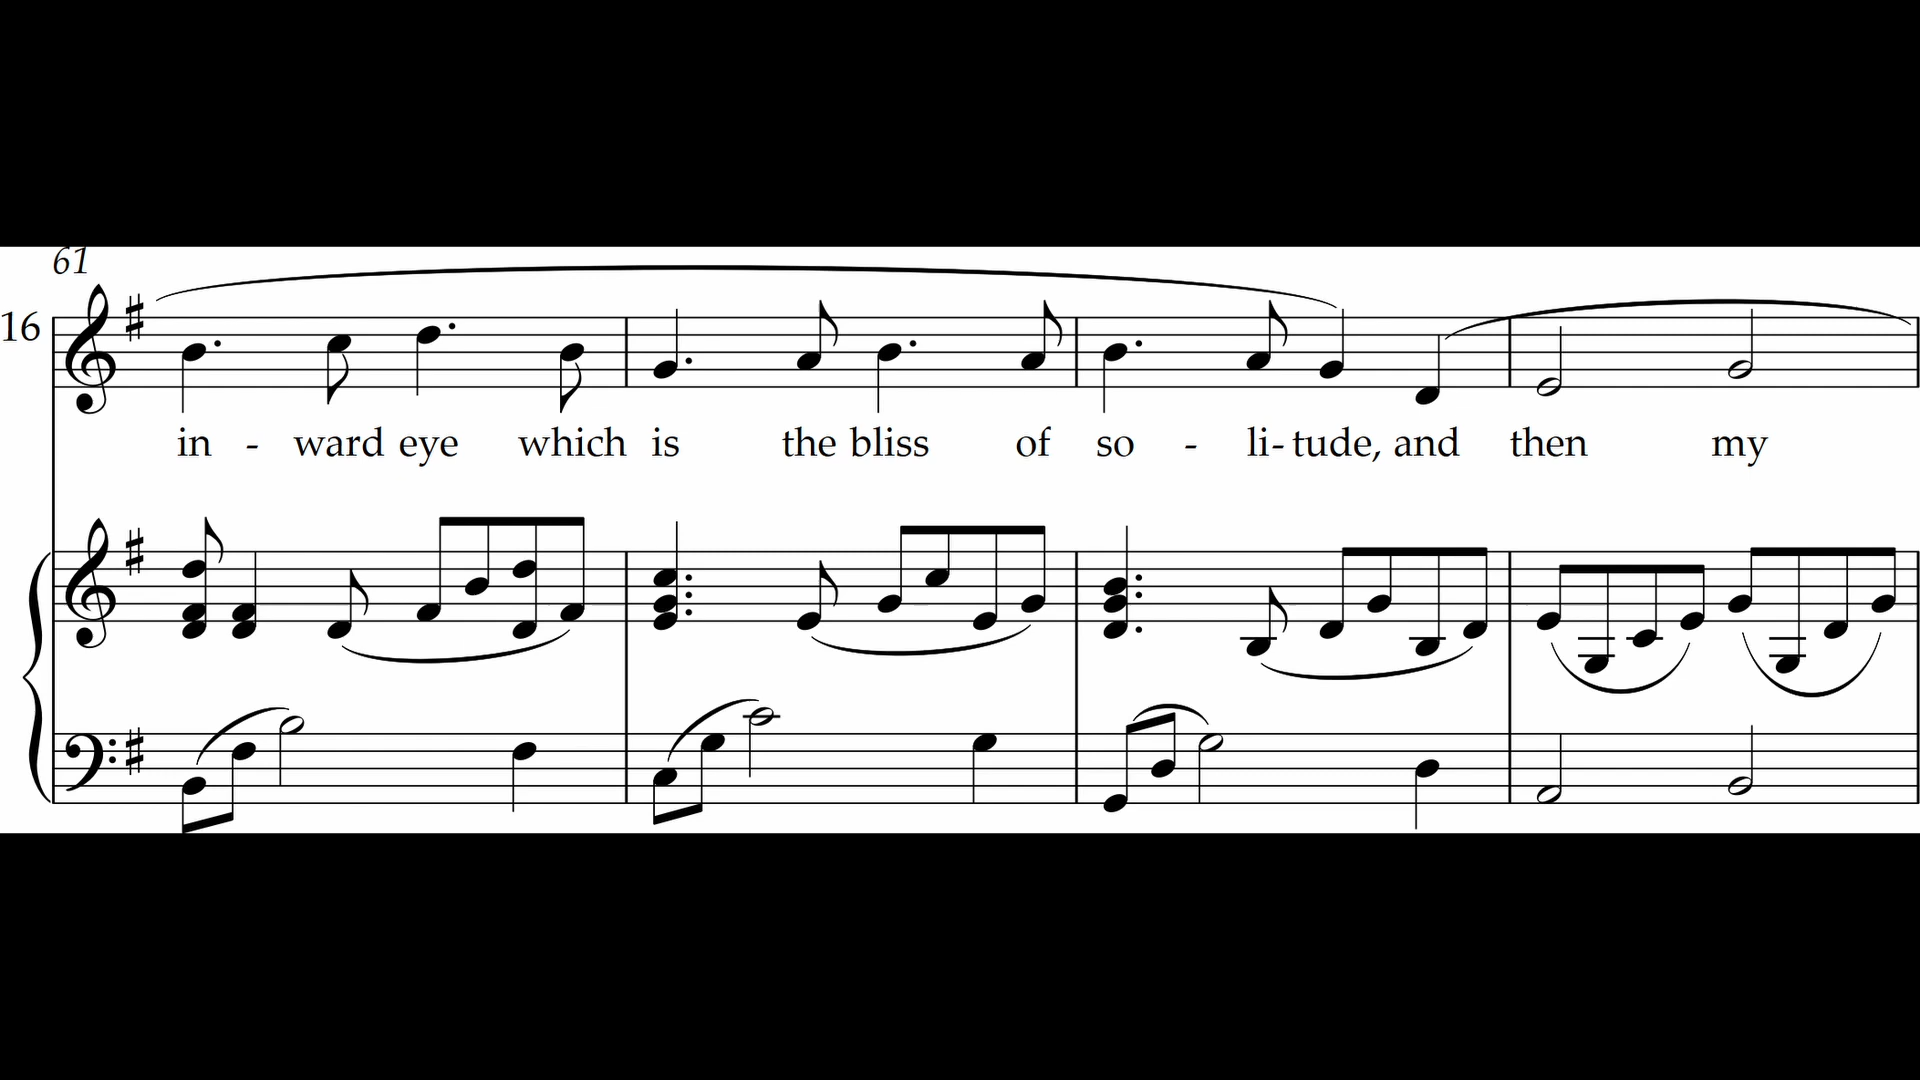 61
16
in - ward eye which is the bliss of so - li- tude, and then my